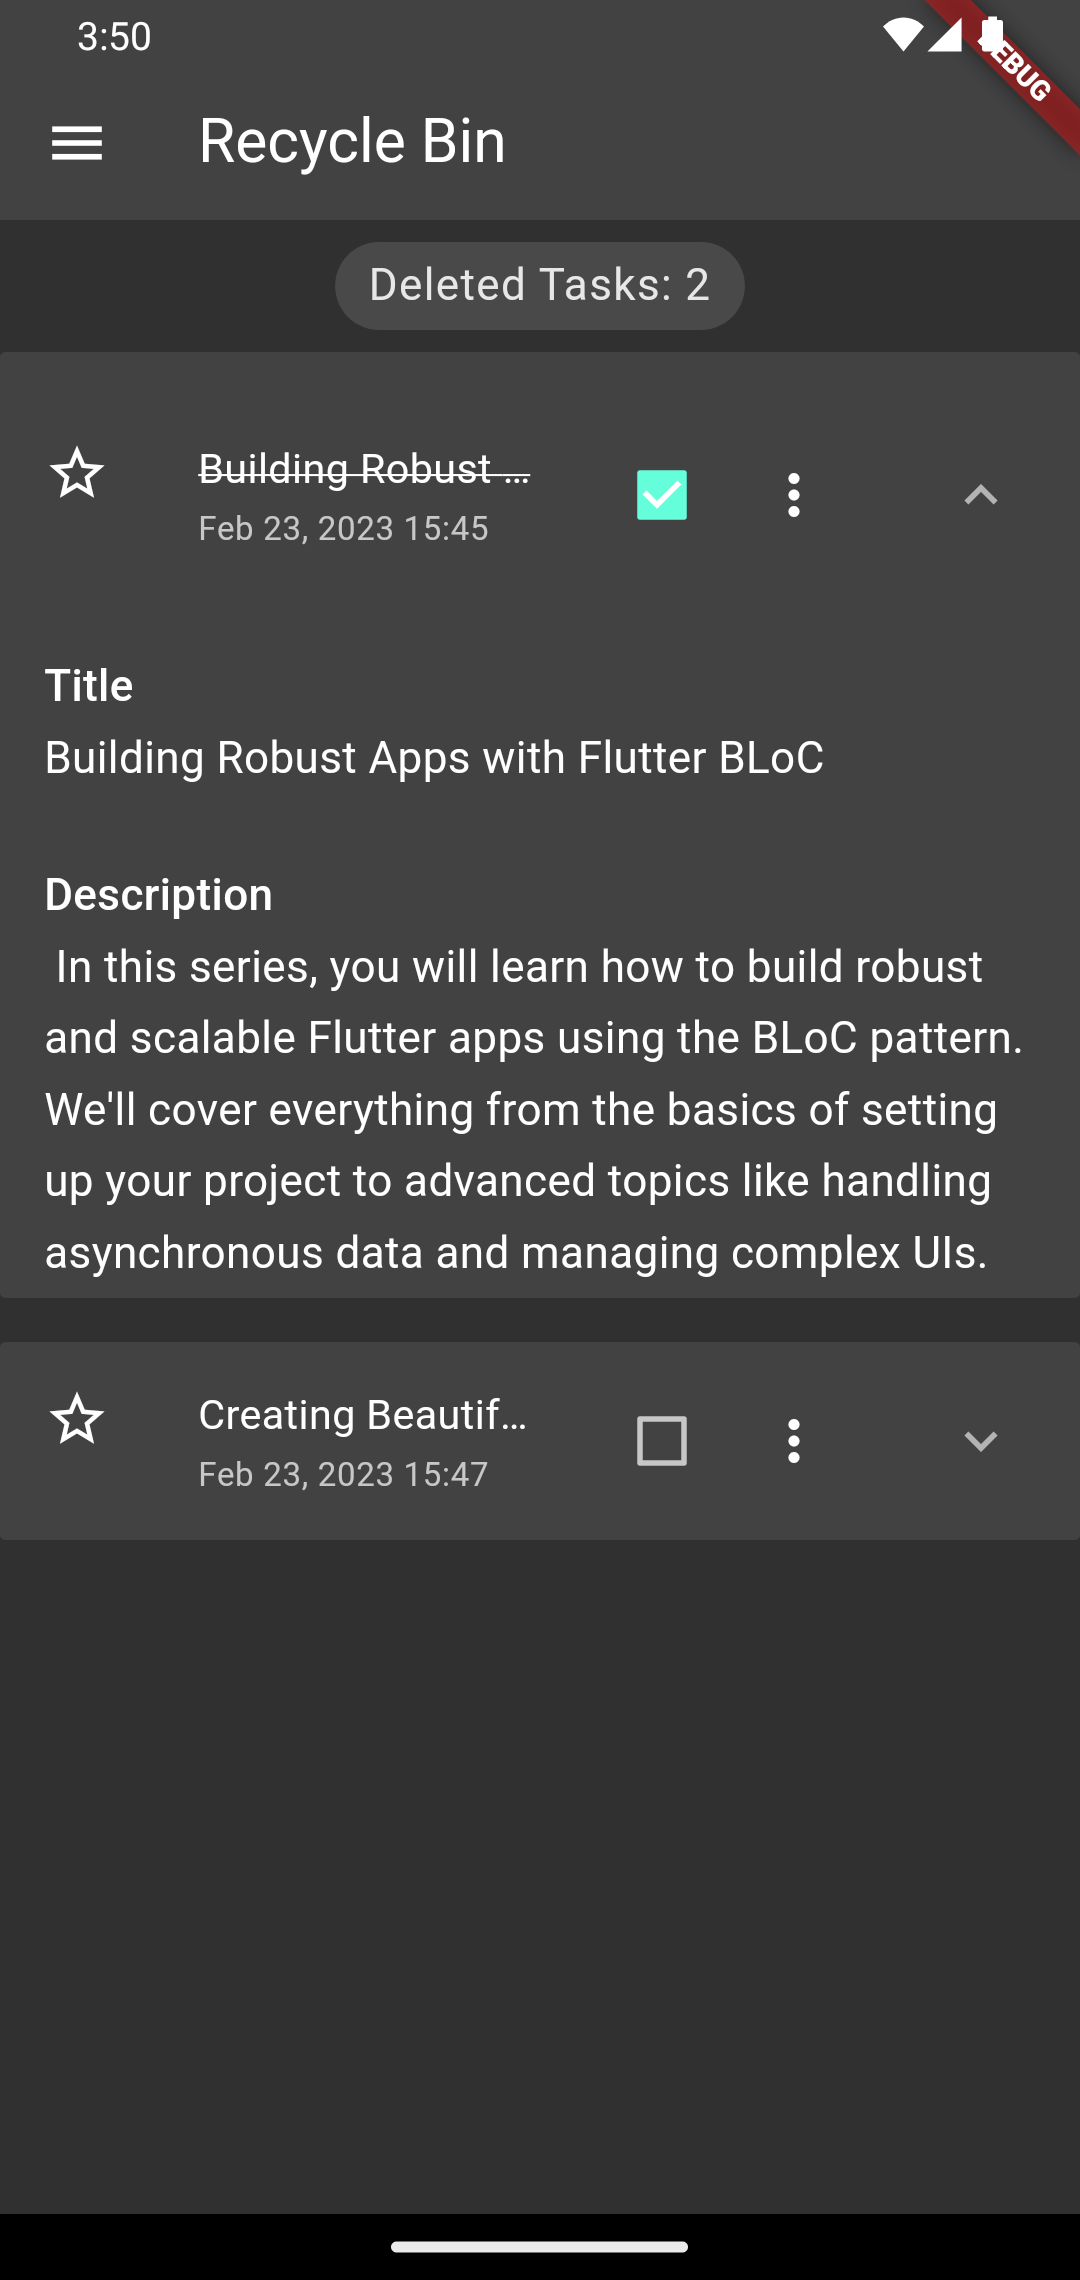 3:50
EBUG
Recycle Bin
Deleted Tasks: 2
Building Robust ...
Feb 23, 2023 15:45
Title
Building Robust Apps with Flutter BLoC
Description
In this series, you will learn how to build robust
and scalable Flutter apps using the BLoC pattern.
We'll cover everything from the basics of setting
up your project to advanced topics like handling
asynchronous data and managing complex UIs.
Creating Beautif...
Feb 23, 2023 15:47